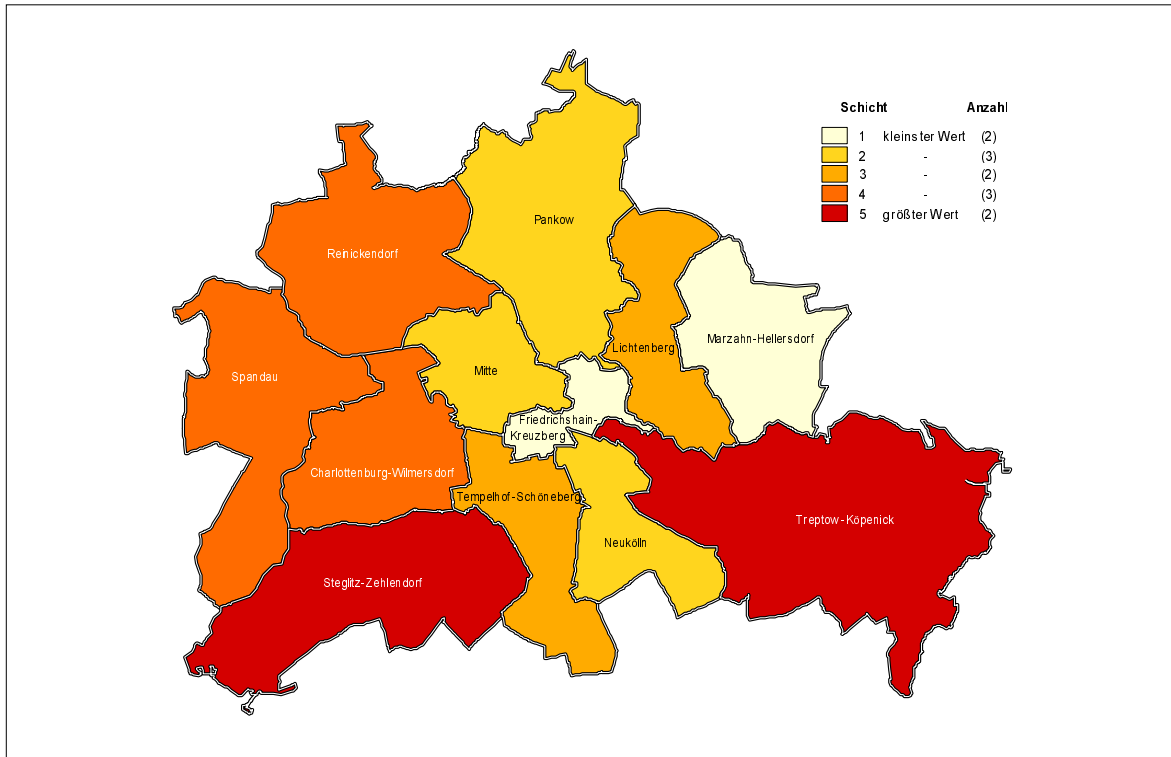 Schicht Anzahl
1 kleinster Wert (2)
2 - (3)
3 - (2)
4 - (3)
5 größter Wert (2)
Pankow
Reinickendorf
Marzahn-Hellersdorf
Lichtenberg
Mitte
Spandau
Friedrichshain-
Kreuzberg
Charlottenburg-Wilmersdorf
Tempelhof-Schöneberg
Treptow-Köpenick
Neukölln
Steglitz-Zehlendorf